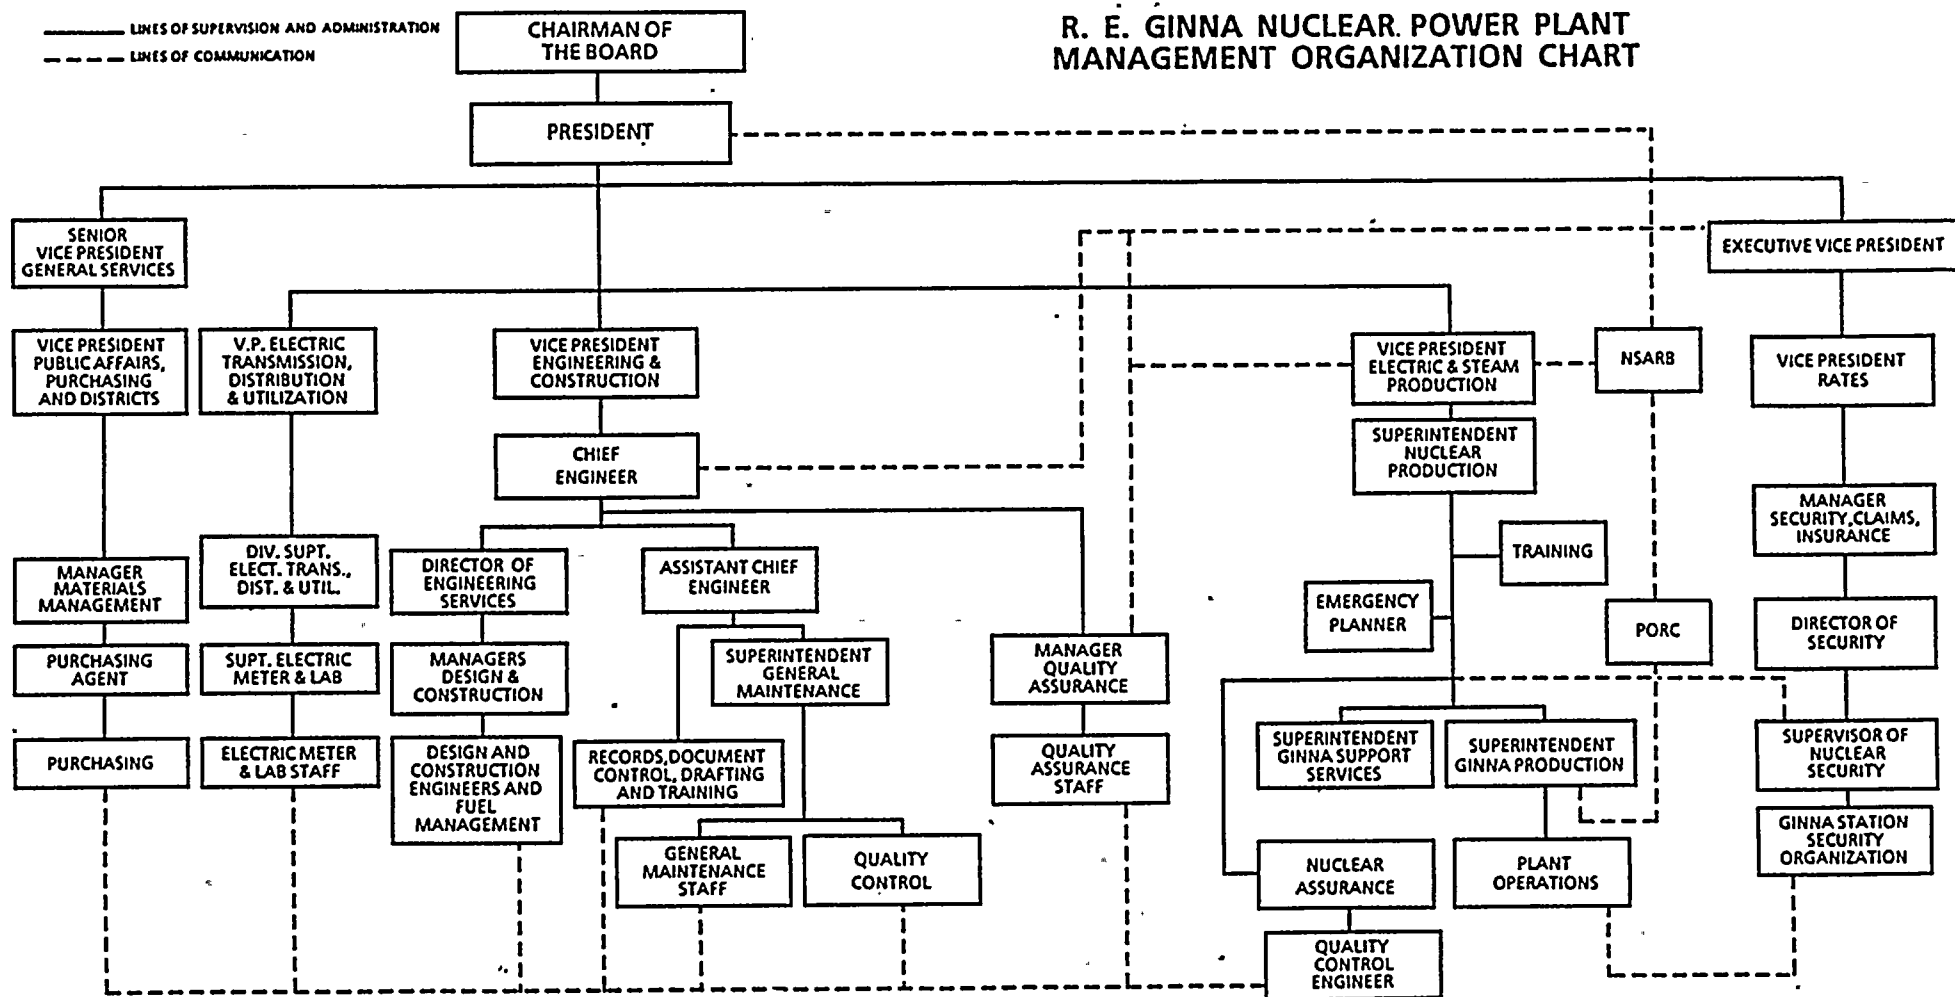 LINES OF SUPERVISION AND ADMINISTRATION
LINES OF COMMUNICATION
R. E. GINNA NUCLEAR POWER PLANT
MANAGEMENT ORGANIZATION CHART
CHAIRMAN OF
THE BOARD
PRESIDENT
SENIOR
VICE PRESIDENT
GENERAL SERVICES
EXECUTIVE VICE PRESIDENT
VICE PRESIDENT
PUBLIC AFFAIRS,
PURCHASING
AND DISTRICTS
V.P. ELECTRIC
TRANSMISSION,
DISTRIBUTION
& UTILIZATION
VICE PRESIDENT
ENGINEERING &
CONSTRUCTION
VICE PRESIDENT
ELECTRIC & STEAM
PRODUCTION
NSARB
VICE PRESIDENT
RATES
CHIEF
ENGINEER
SUPERINTENDENT
NUCLEAR
PRODUCTION
MANAGER
SECURITY, CLAIMS,
INSURANCE
MANAGER
MATERIALS
MANAGEMENT
DIV. SUPT.
ELECT. TRANS.,
DIST. & UTIL.
DIRECTOR OF
ENGINEERING
SERVICES
ASSISTANT CHIEF
ENGINEER
TRAINING
EMERGENCY
PLANNER
PORC
DIRECTOR OF
SECURITY
PURCHASING
AGENT
SUPT. ELECTRIC
METER & LAB
MANAGERS
DESIGN &
CONSTRUCTION
SUPERINTENDENT
GENERAL
MAINTENANCE
MANAGER
QUALITY
ASSURANCE
PURCHASING
ELECTRIC METER
& LAB STAFF
DESIGN AND
CONSTRUCTION
ENGINEERS AND
FUEL
MANAGEMENT
RECORDS, DOCUMENT
CONTROL, DRAFTING
AND TRAINING
QUALITY
ASSURANCE
STAFF
SUPERINTENDENT
GINNA SUPPORT
SERVICES
SUPERINTENDENT
GINNA PRODUCTION
SUPERVISOR OF
NUCLEAR
SECURITY
GENERAL
MAINTENANCE
STAFF
QUALITY
CONTROL
NUCLEAR
ASSURANCE
PLANT
OPERATIONS
GINNA STATION
SECURITY
ORGANIZATION
QUALITY
CONTROL
ENGINEER